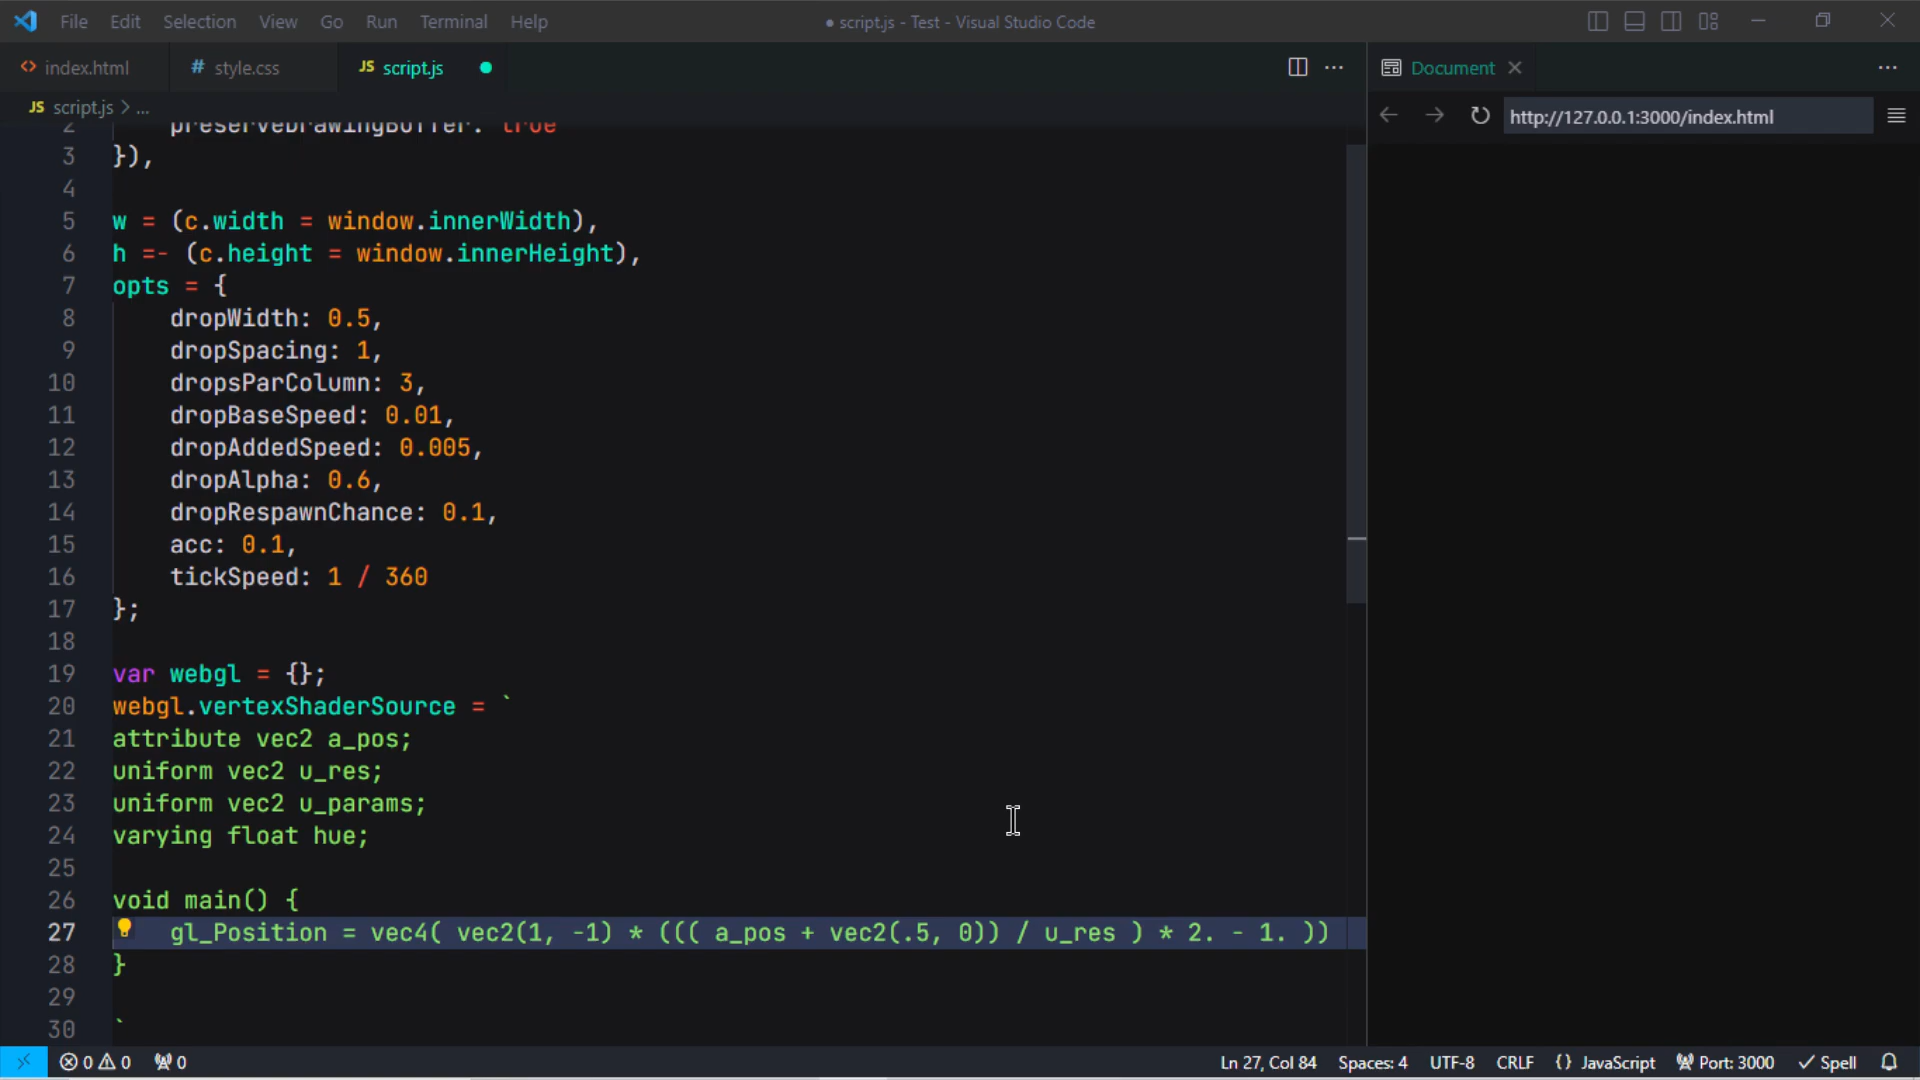 File Edit Selection View Go Run Terminal Help
● script.js - Test - Visual Studio Code
<> index.html
# style.css
JS script.js ●
Document
JS script.js > ...
http://127.0.0.1:3000/index.html
2 preserveDrawingBuffer: true
3 }),
4
5 w = (c.width = window.innerWidth),
6 h =- (c.height = window.innerHeight),
7 opts = {
8 dropWidth: 0.5,
9 dropSpacing: 1,
10 dropsParColumn: 3,
11 dropBaseSpeed: 0.01,
12 dropAddedSpeed: 0.005,
13 dropAlpha: 0.6,
14 dropRespawnChance: 0.1,
15 acc: 0.1,
16 tickSpeed: 1 / 360
17 };
18
19 var webgl = {};
20 webgl.vertexShaderSource = `
21 attribute vec2 a_pos;
22 uniform vec2 u_res;
23 uniform vec2 u_params;
24 varying float hue;
25
26 void main() {
27 gl_Position = vec4( vec2(1, -1) * ((( a_pos + vec2(.5, 0)) / u_res ) * 2. - 1. ))
28 }
29
30 `
0 0 0 Ln 27, Col 84 Spaces: 4 UTF-8 CRLF {} JavaScript Port: 3000 ✓ Spell